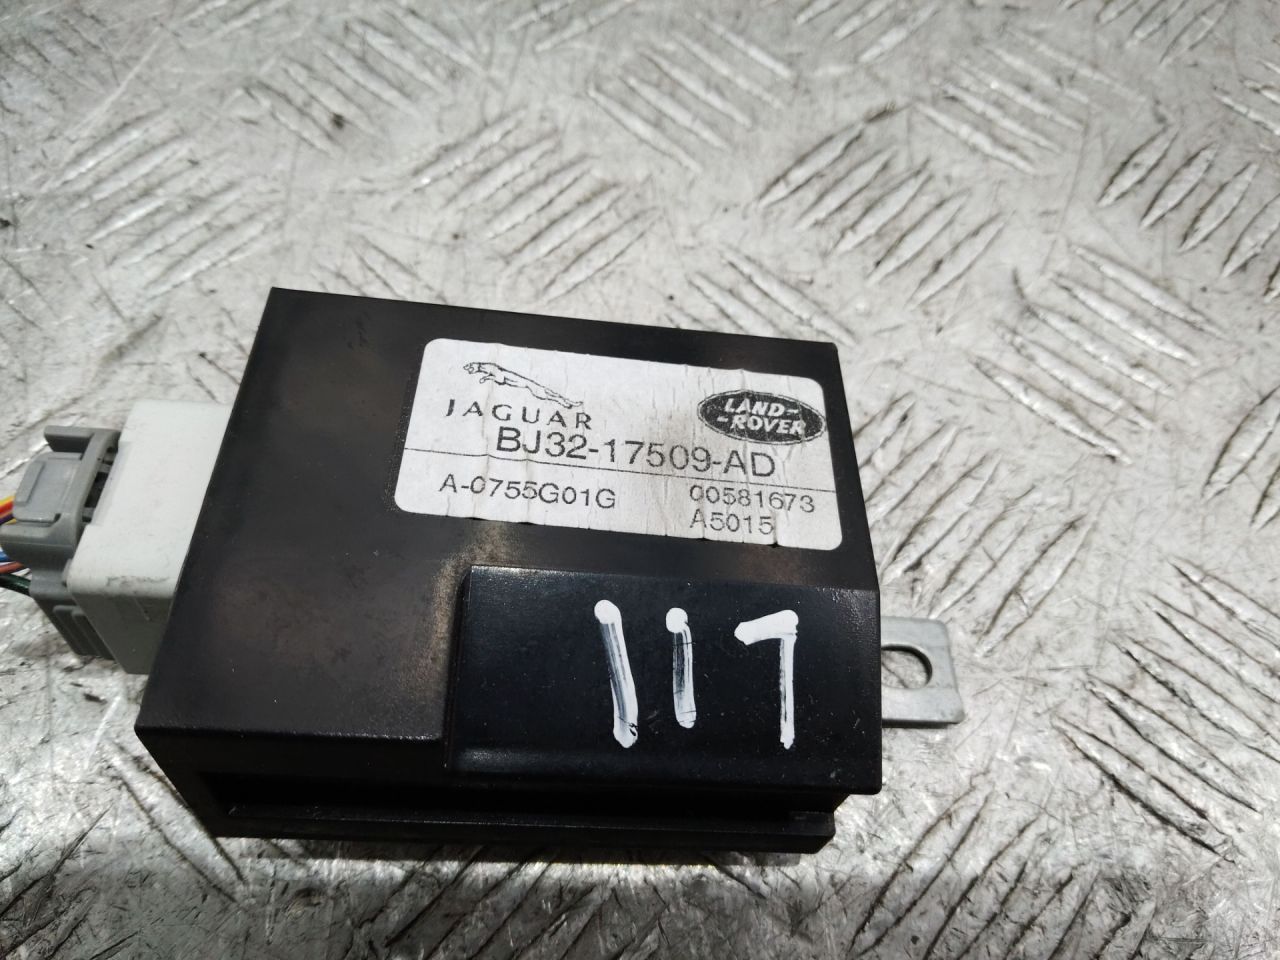 JAGUAR
LAND-
-ROVER
BJ32-17509-AD
A-0755G01G
00581673
A5015
117